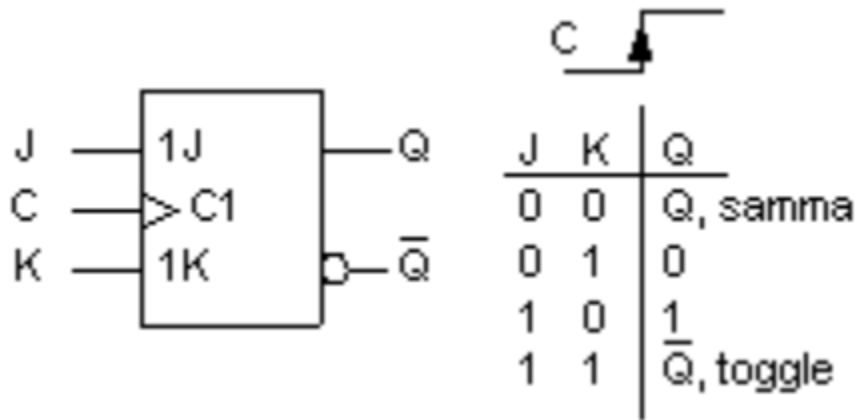 C
J 1J Q
C C1
K 1K Q̅
J K Q
0 0 Q, samma
0 1 0
1 0 1
1 1 Q̅, toggle